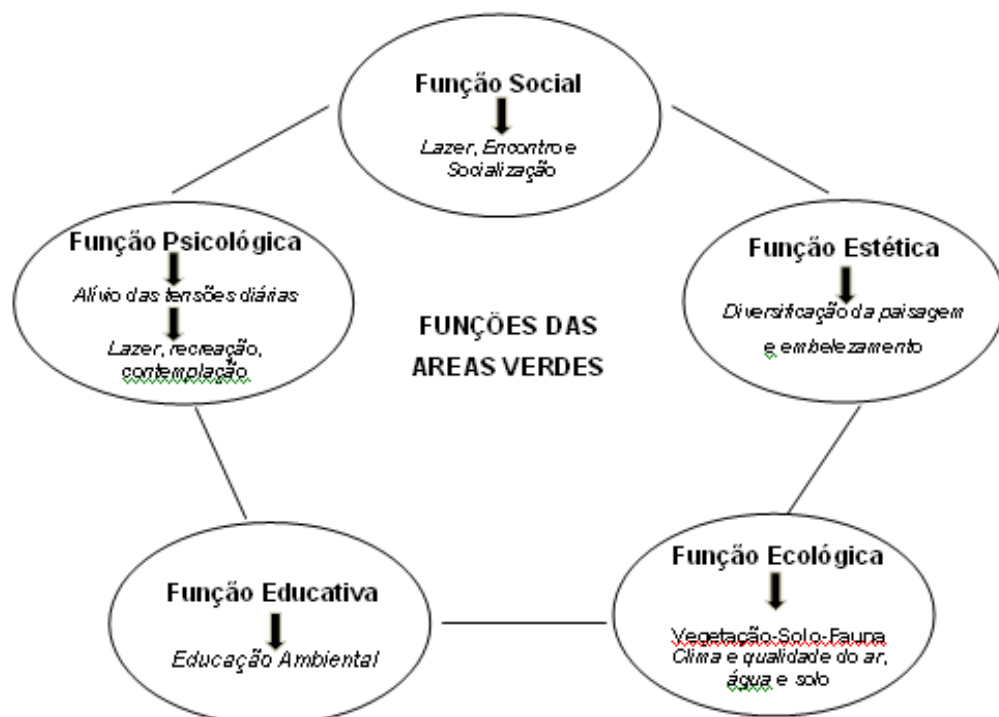 Função Social
Lazer, Encontro e
Socialização
Função Psicológica
Alívio das tensões diárias
Lazer, recreação,
contemplação
Função Estética
Diversificação da paisagem
e embelezamento
FUNÇÕES DAS
AREAS VERDES
Função Educativa
Educação Ambiental
Função Ecológica
Vegetação-Solo-Fauna
Clima e qualidade do ar,
água e solo